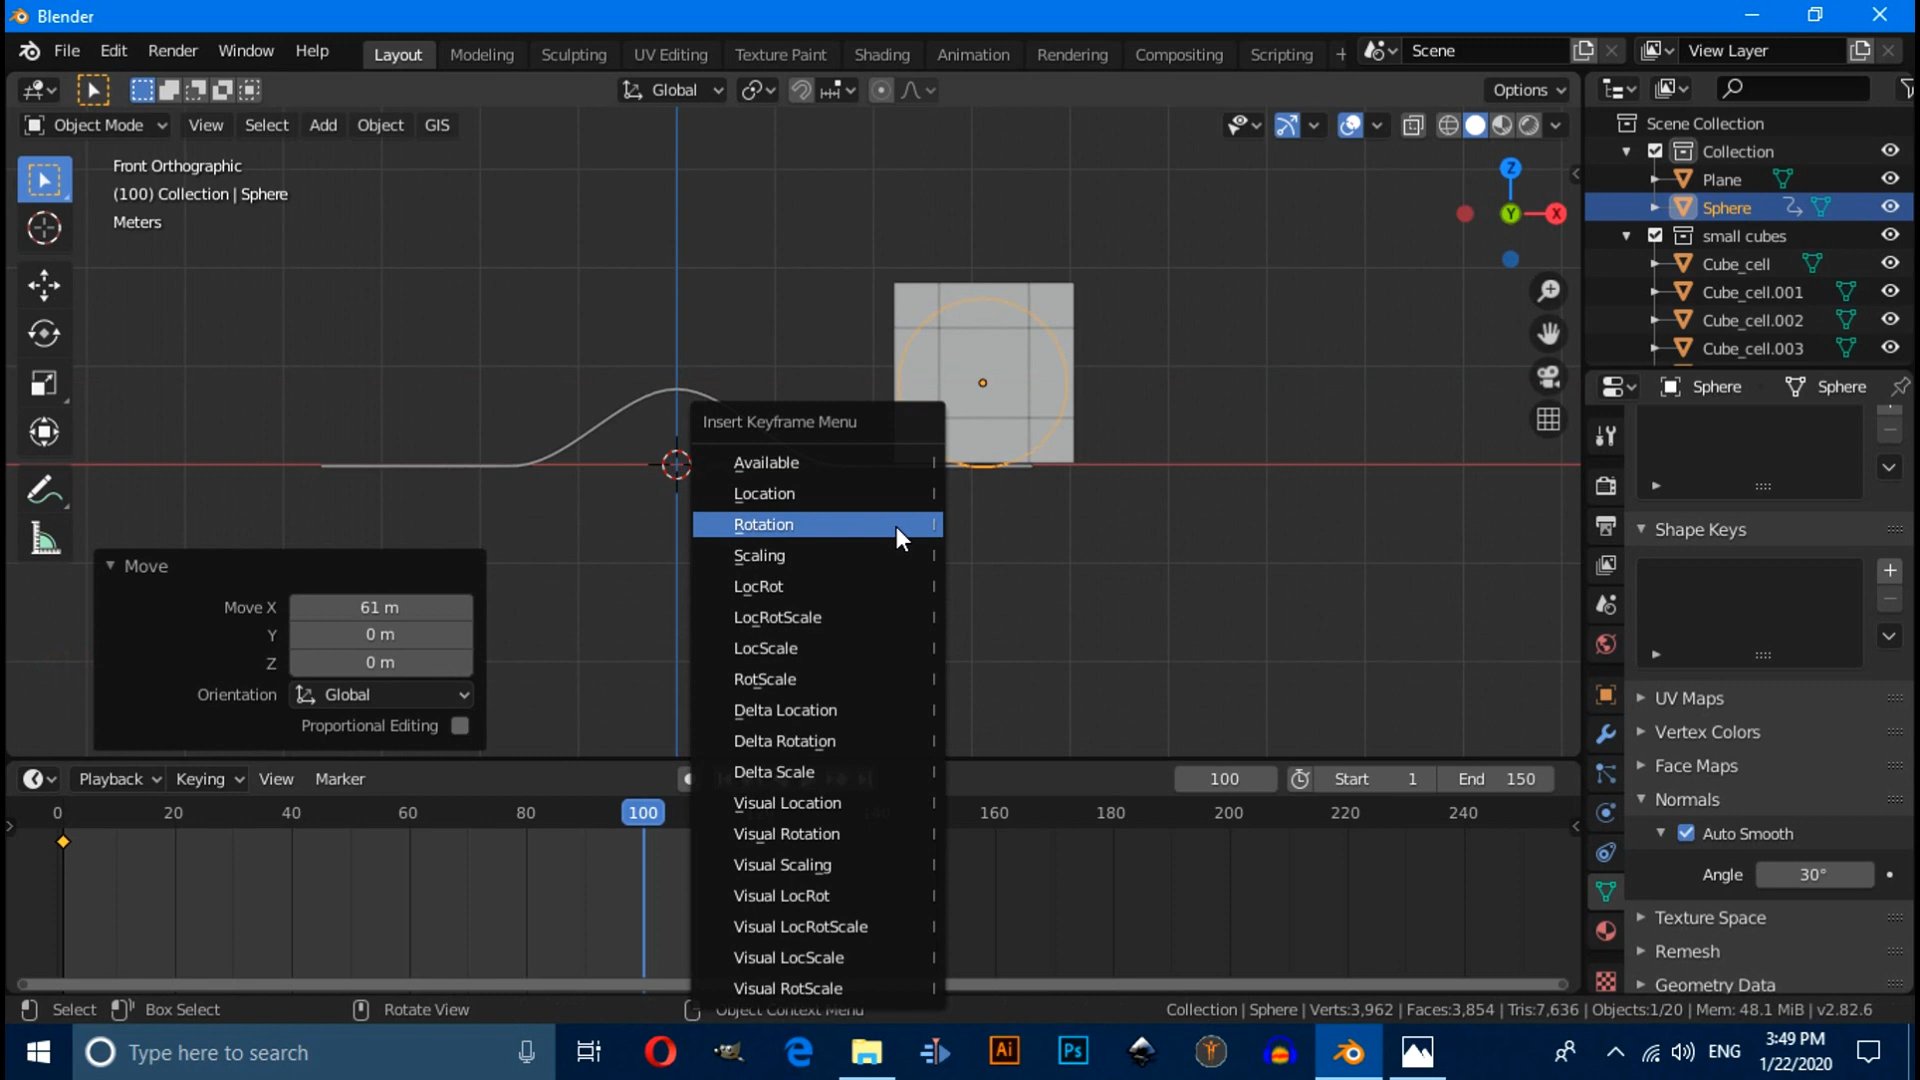 Blender
File Edit Render Window Help Layout Modeling Sculpting UV Editing Texture Paint Shading Animation Rendering Compositing Scripting + Scene View Layer
Global Options
Object Mode View Select Add Object GIS
Front Orthographic
(100) Collection | Sphere
Meters
Z
Y
X
Scene Collection
Collection
Plane
Sphere
small cubes
Cube_cell
Cube_cell.001
Cube_cell.002
Cube_cell.003
Sphere Sphere
Insert Keyframe Menu
Available I
Location I
Rotation I
Scaling I
LocRot I
LocRotScale I
LocScale I
RotScale I
Delta Location I
Delta Rotation I
Delta Scale I
Visual Location I
Visual Rotation I
Visual Scaling I
Visual LocRot I
Visual LocRotScale I
Visual LocScale I
Visual RotScale I
Move
Move X 61 m
Y 0 m
Z 0 m
Orientation Global
Proportional Editing
Shape Keys
UV Maps
Vertex Colors
Face Maps
Normals
Auto Smooth
Angle 30°
Texture Space
Remesh
Geometry Data
Playback Keying View Marker 100 Start 1 End 150
0 20 40 60 80 100 140 160 180 200 220 240
Select Box Select Rotate View Object Context Menu Collection | Sphere | Verts:3,962 | Faces:3,854 | Tris:7,636 | Objects:1/20 | Mem: 48.1 MiB | v2.82.6
Type here to search Ai Ps ENG
3:49 PM
1/22/2020